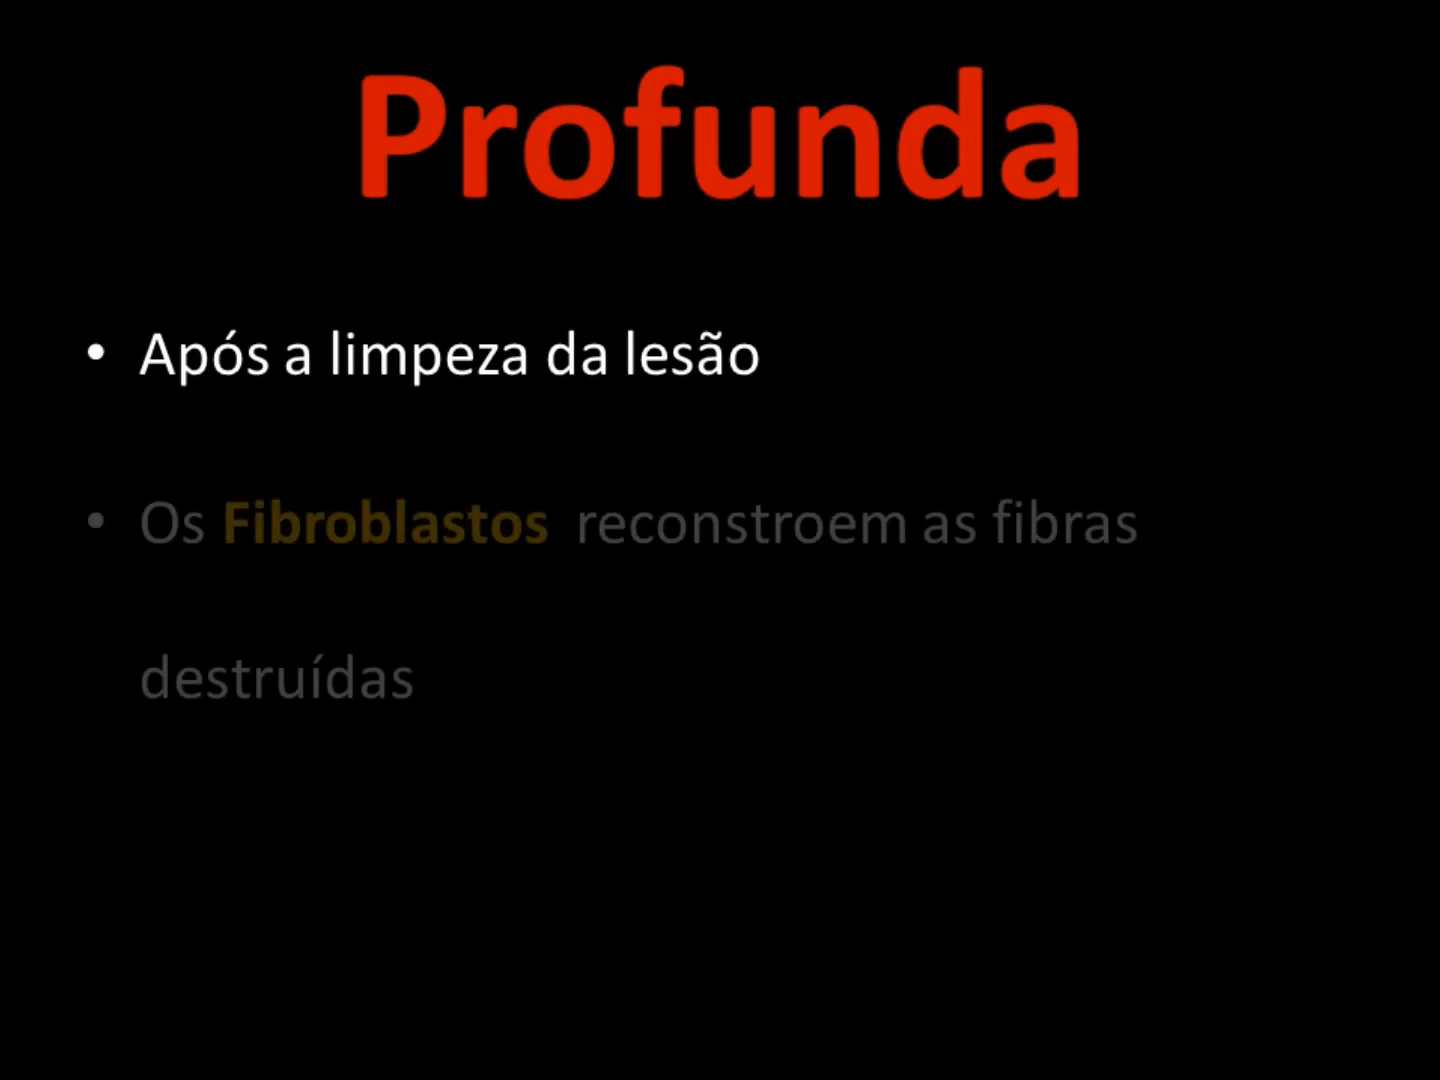 Profunda
• Após a limpeza da lesão
• Os Fibroblastos reconstroem as fibras
destruídas